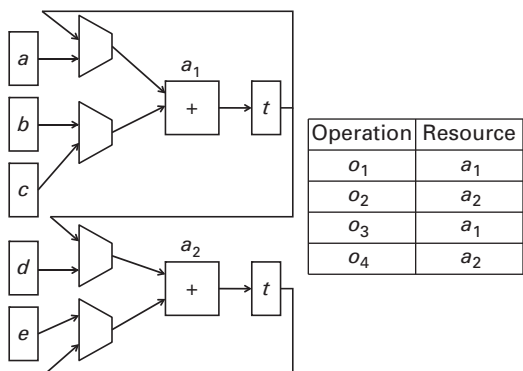 a
b
c
a1
+
t
d
e
a2
+
t
Operation Resource
o1 a1
o2 a2
o3 a1
o4 a2